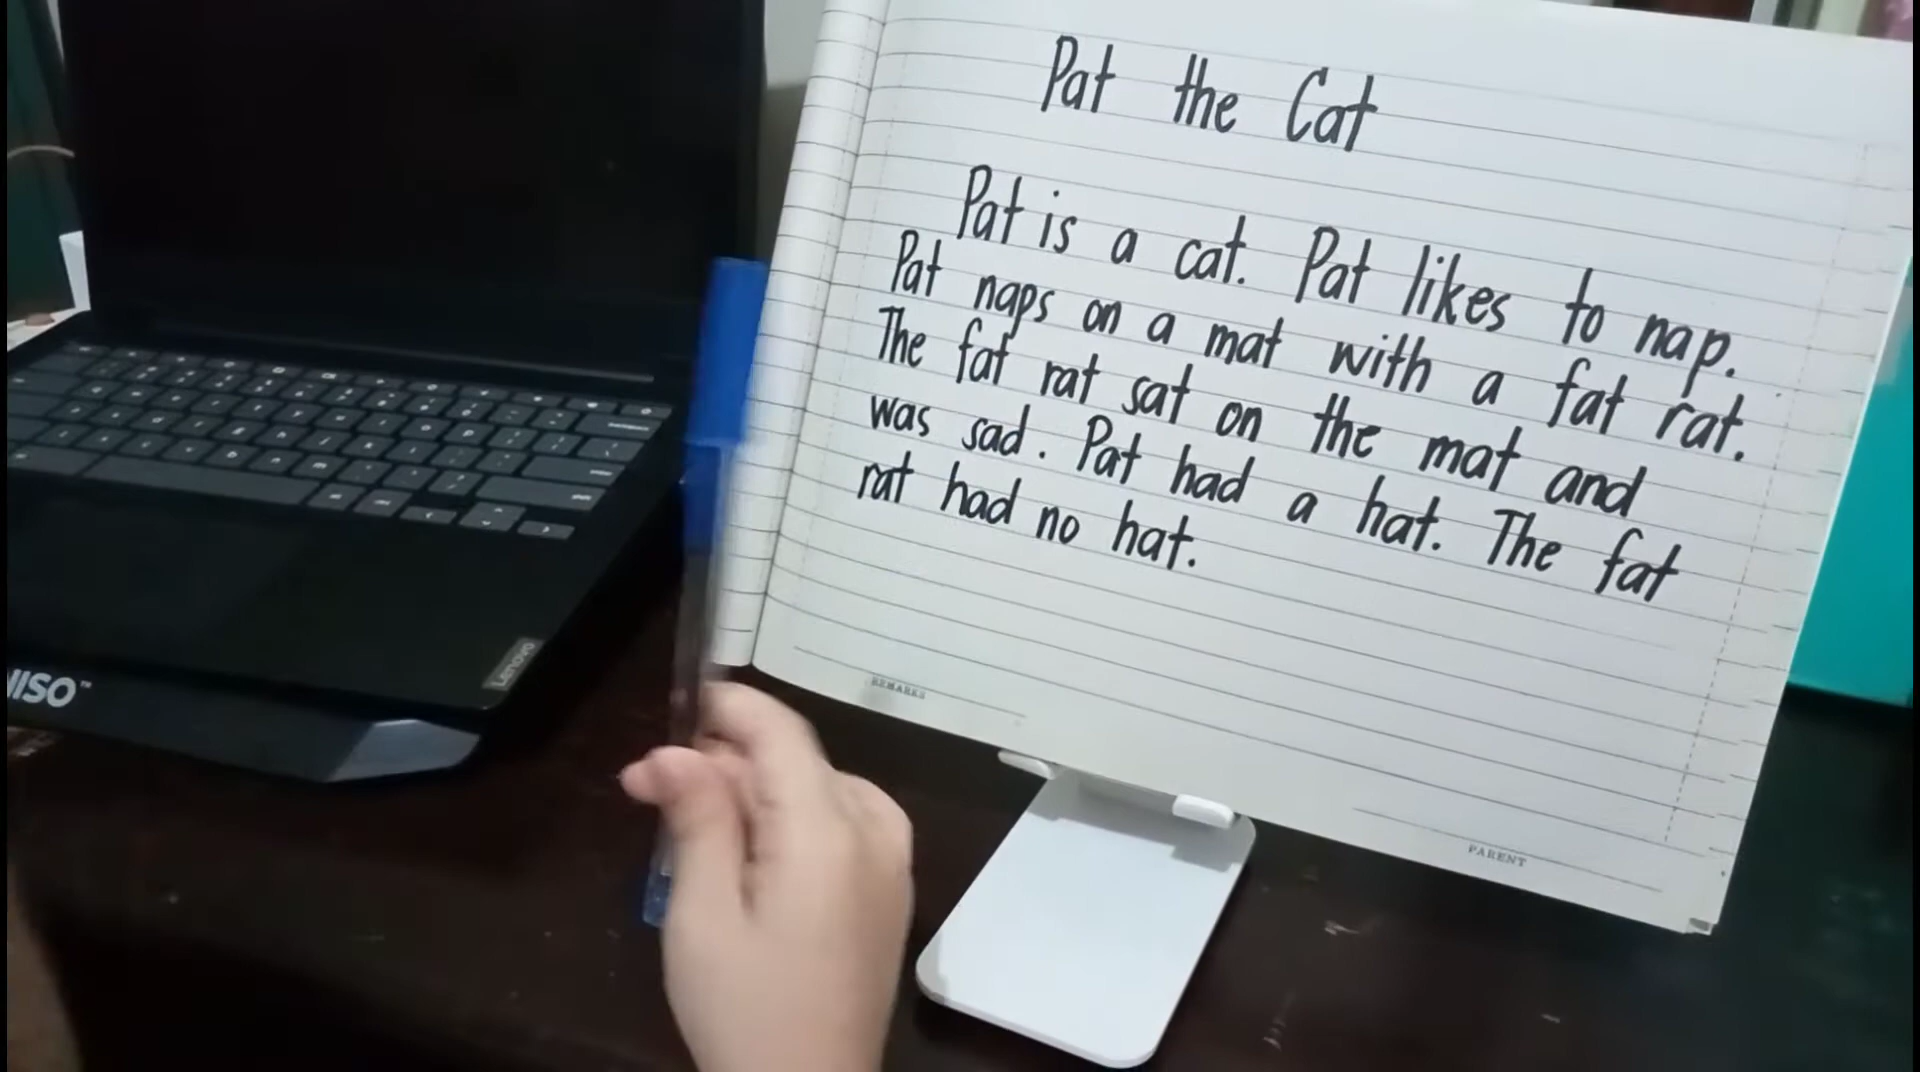 Pat the Cat
Pat is a cat. Pat likes to nap.
Pat naps on a mat with a fat rat.
The fat rat sat on the mat and
was sad. Pat had a hat. The fat
rat had no hat.
REMARKS
PARENT
Lenovo